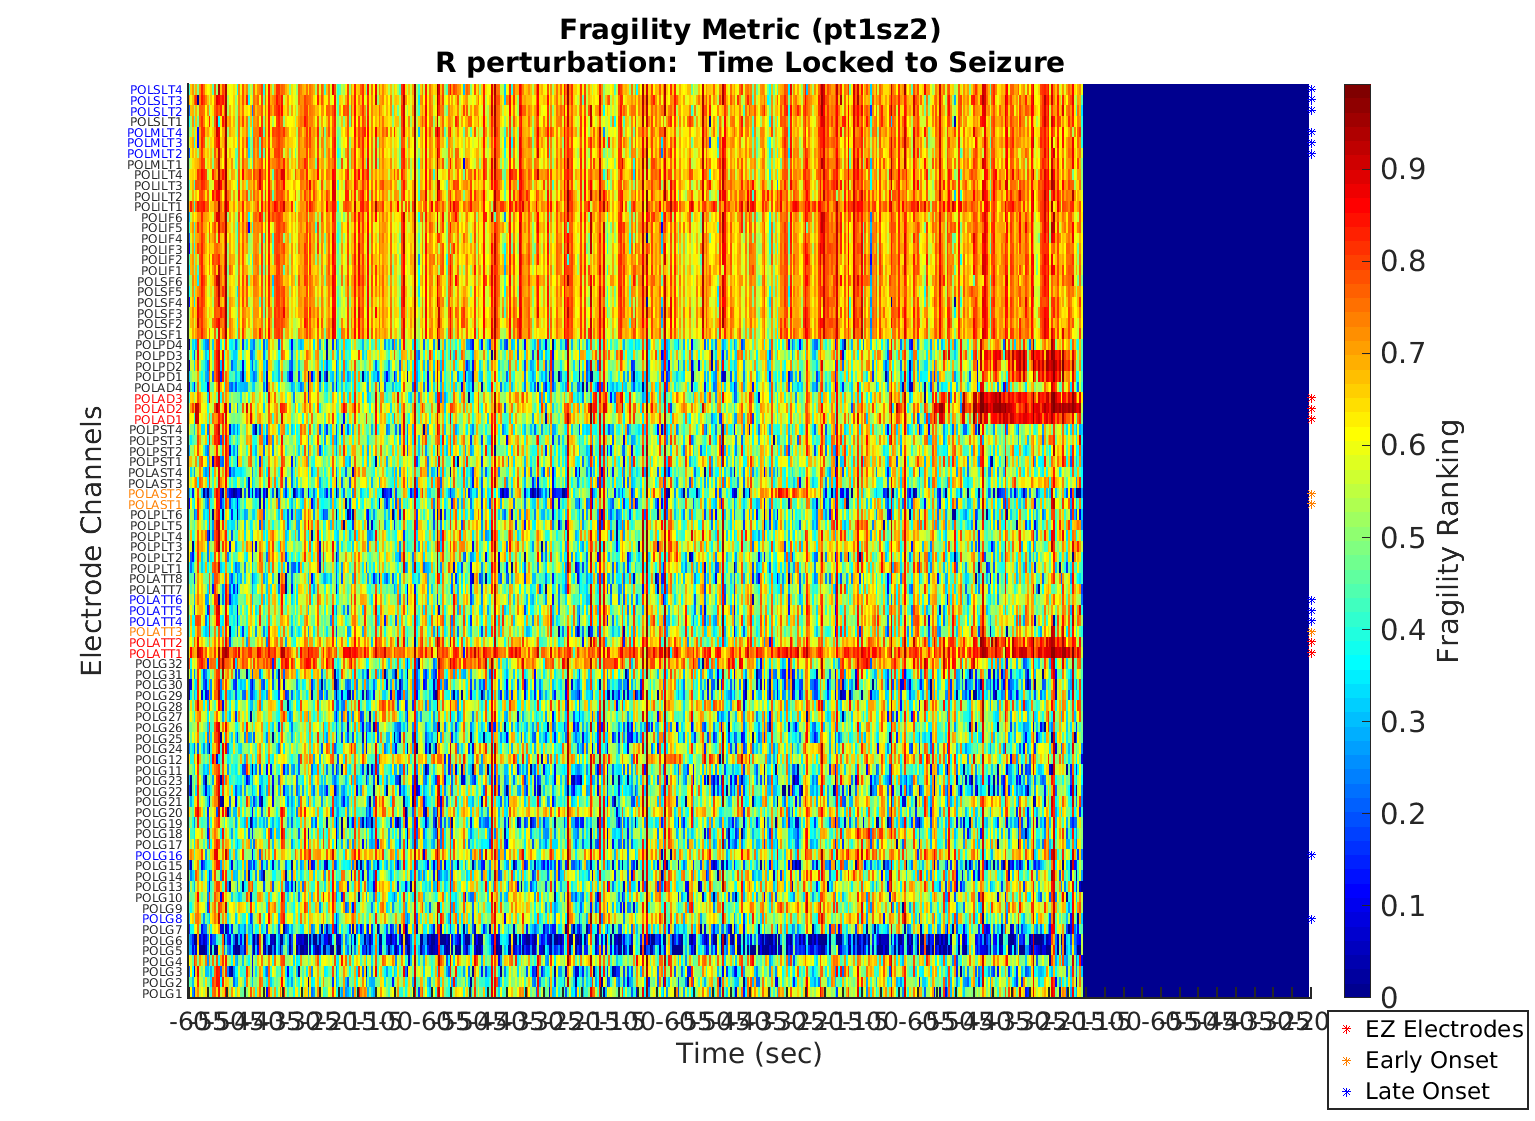 Fragility Metric (pt1sz2)
R perturbation:  Time Locked to Seizure
POLSLT4
POLSLT3
POLSLT2
POLSLT1
POLMLT4
POLMLT3
POLMLT2
POLMLT1
POLILT4
POLILT3
POLILT2
POLILT1
POLIF6
POLIF5
POLIF4
POLIF3
POLIF2
POLIF1
POLSF6
POLSF5
POLSF4
POLSF3
POLSF2
POLSF1
POLPD4
POLPD3
POLPD2
POLPD1
POLAD4
POLAD3
POLAD2
POLAD1
POLPST4
POLPST3
POLPST2
POLPST1
POLAST4
POLAST3
POLAST2
POLAST1
POLPLT6
POLPLT5
POLPLT4
POLPLT3
POLPLT2
POLPLT1
POLATT8
POLATT7
POLATT6
POLATT5
POLATT4
POLATT3
POLATT2
POLATT1
POLG32
POLG31
POLG30
POLG29
POLG28
POLG27
POLG26
POLG25
POLG24
POLG12
POLG11
POLG23
POLG22
POLG21
POLG20
POLG19
POLG18
POLG17
POLG16
POLG15
POLG14
POLG13
POLG10
POLG9
POLG8
POLG7
POLG6
POLG5
POLG4
POLG3
POLG2
POLG1
Electrode Channels
Time (sec)
0.9
0.8
0.7
0.6
0.5
0.4
0.3
0.2
0.1
0
Fragility Ranking
EZ Electrodes
Early Onset
Late Onset